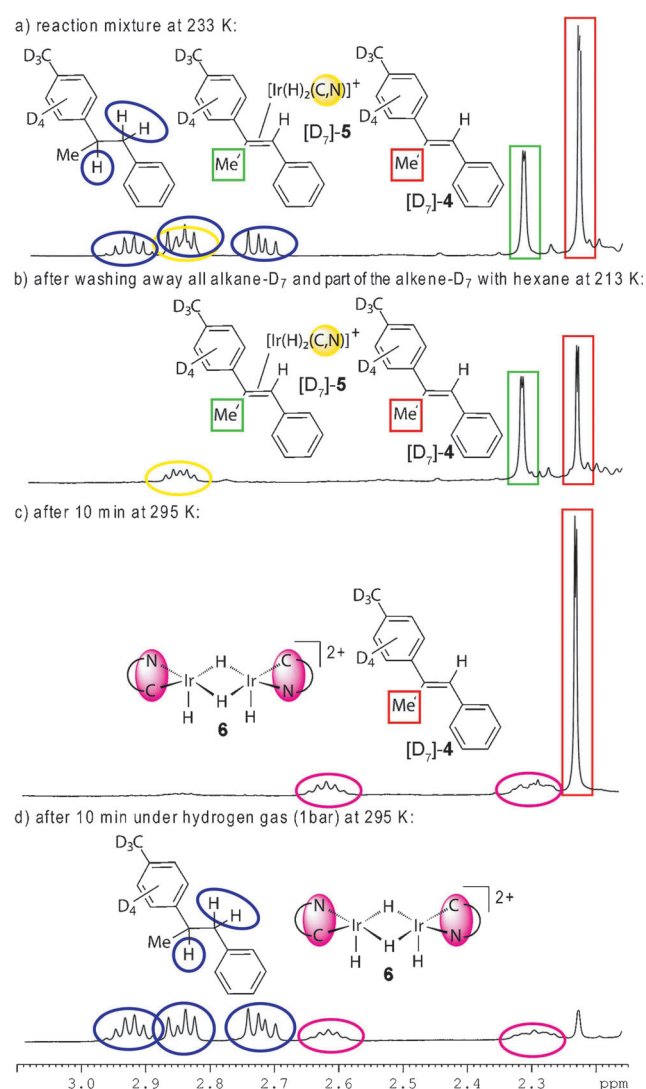 a) reaction mixture at 233 K:
D₃C
D₄
H
H
Me
H
D₃C
[Ir(H)₂(C,N)]⁺
D₄
H
Me′
[D₇]-5
D₃C
D₄
H
Me′
[D₇]-4
b) after washing away all alkane-D₇ and part of the alkene-D₇ with hexane at 213 K:
D₃C
[Ir(H)₂(C,N)]⁺
D₄
H
Me′
[D₇]-5
D₃C
D₄
H
Me′
[D₇]-4
c) after 10 min at 295 K:
N
C
Ir
H
H
H
Ir
H
C
N
2+
6
D₃C
D₄
H
Me′
[D₇]-4
d) after 10 min under hydrogen gas (1bar) at 295 K:
D₃C
D₄
H
H
Me
H
N
C
Ir
H
H
H
Ir
H
C
N
2+
6
3.0 2.9 2.8 2.7 2.6 2.5 2.4 2.3 ppm